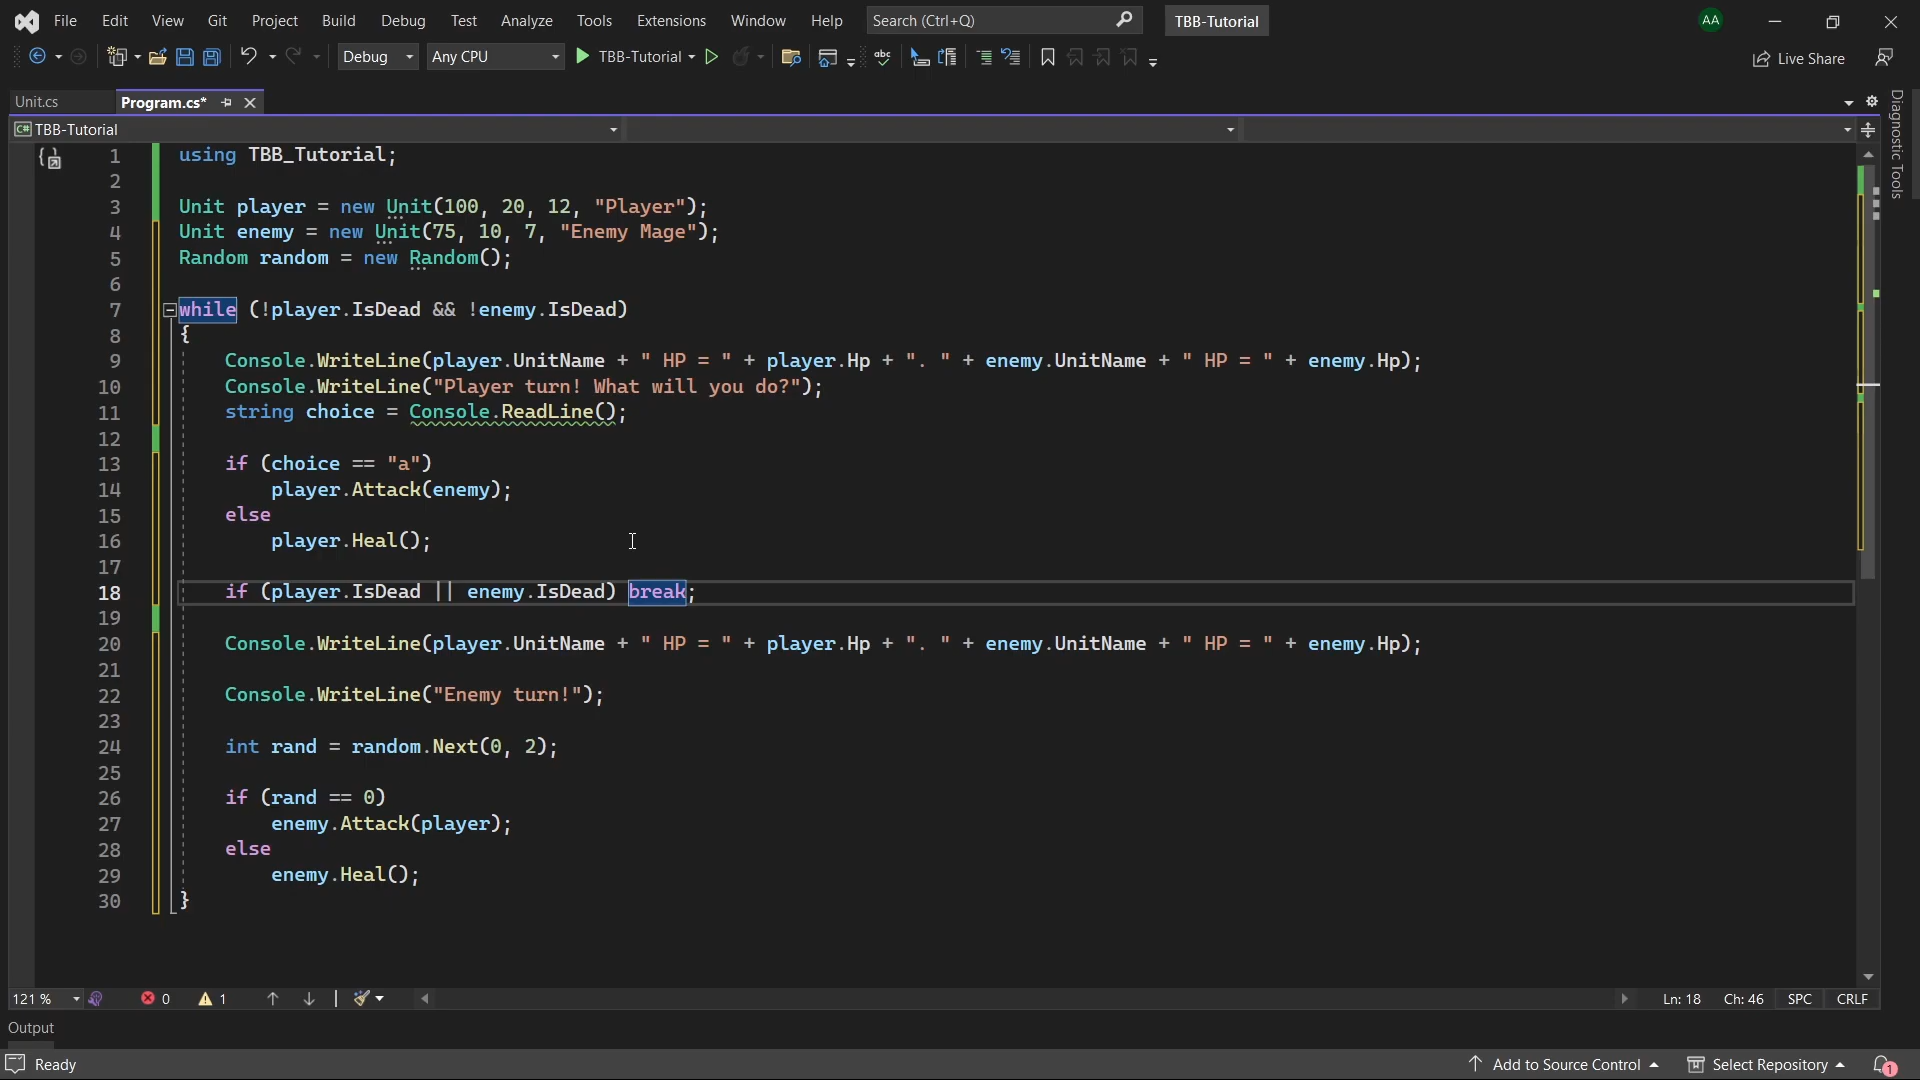 File Edit View Git Project Build Debug Test Analyze Tools Extensions Window Help Search (Ctrl+Q) TBB-Tutorial AA
Debug Any CPU TBB-Tutorial abc Live Share
Unit.cs Program.cs*
C# TBB-Tutorial
Diagnostic Tools
1 using TBB_Tutorial;
2
3 Unit player = new Unit(100, 20, 12, "Player");
4 Unit enemy = new Unit(75, 10, 7, "Enemy Mage");
5 Random random = new Random();
6
7 while (!player.IsDead && !enemy.IsDead)
8 {
9 Console.WriteLine(player.UnitName + " HP = " + player.Hp + ". " + enemy.UnitName + " HP = " + enemy.Hp);
10 Console.WriteLine("Player turn! What will you do?");
11 string choice = Console.ReadLine();
12
13 if (choice == "a")
14 player.Attack(enemy);
15 else
16 player.Heal();
17
18 if (player.IsDead || enemy.IsDead) break;
19
20 Console.WriteLine(player.UnitName + " HP = " + player.Hp + ". " + enemy.UnitName + " HP = " + enemy.Hp);
21
22 Console.WriteLine("Enemy turn!");
23
24 int rand = random.Next(0, 2);
25
26 if (rand == 0)
27 enemy.Attack(player);
28 else
29 enemy.Heal();
30 }
121 % 0 1 Ln: 18 Ch: 46 SPC CRLF
Output
Ready Add to Source Control Select Repository 1